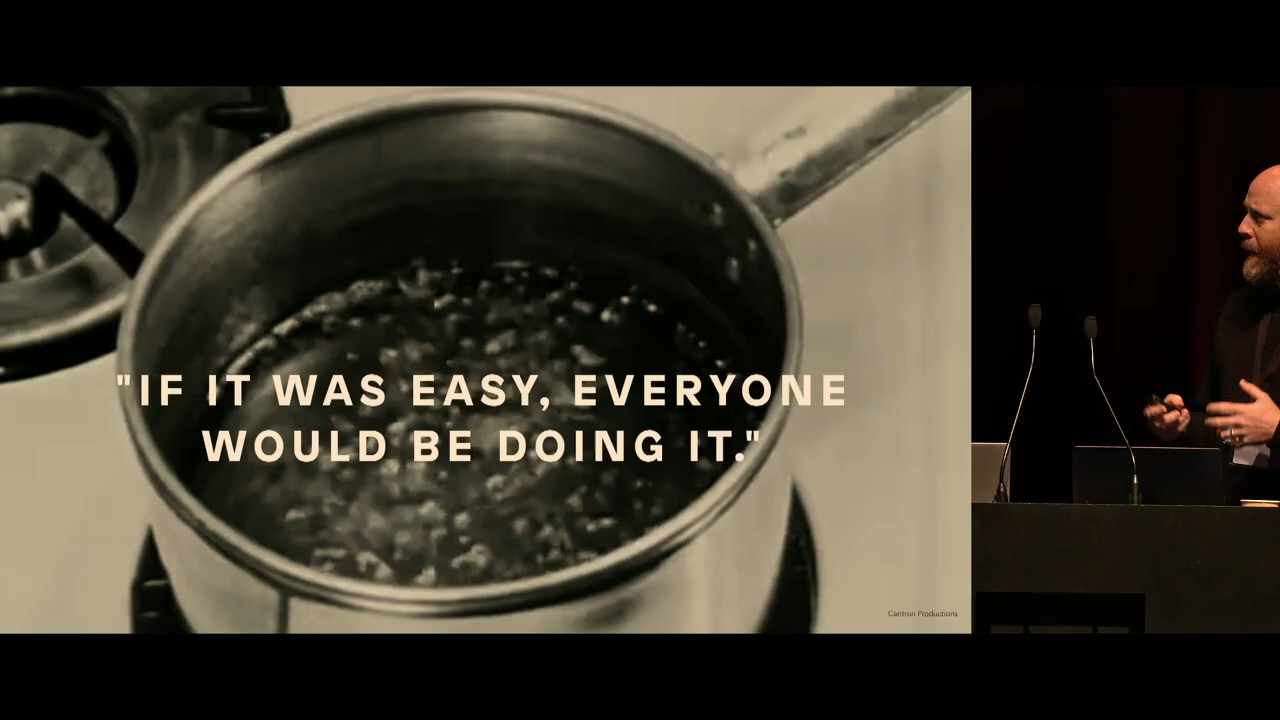 "IF IT WAS EASY, EVERYONE
WOULD BE DOING IT."
Centron Productions